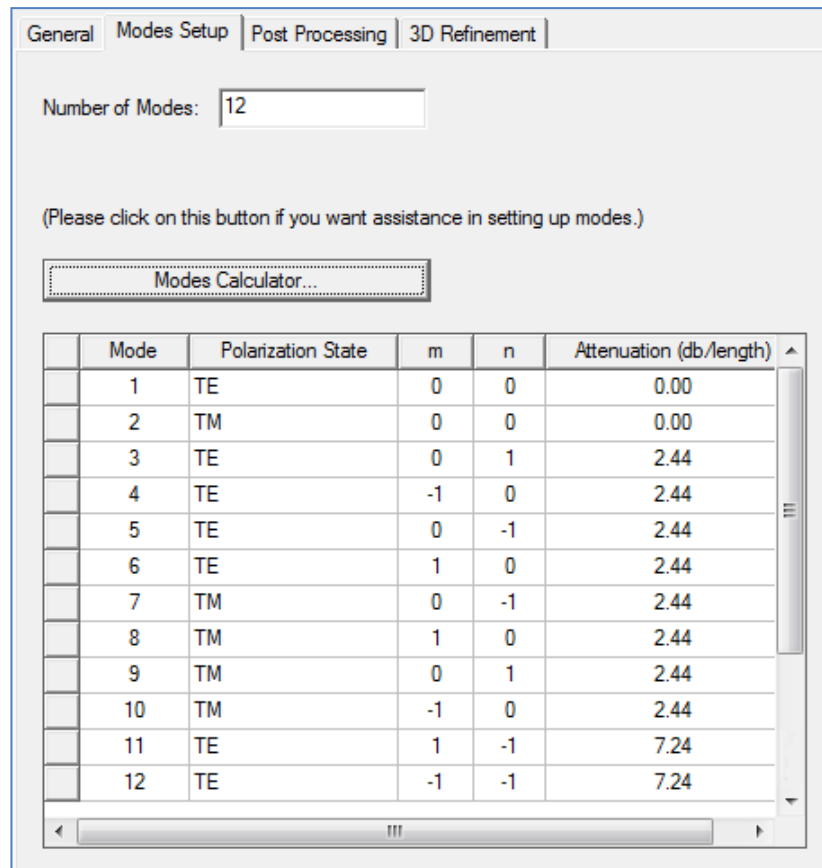 General Modes Setup Post Processing 3D Refinement
Number of Modes: 12
(Please click on this button if you want assistance in setting up modes.)
Modes Calculator...
Mode Polarization State m n Attenuation (db/length)
1 TE 0 0 0.00
2 TM 0 0 0.00
3 TE 0 1 2.44
4 TE -1 0 2.44
5 TE 0 -1 2.44
6 TE 1 0 2.44
7 TM 0 -1 2.44
8 TM 1 0 2.44
9 TM 0 1 2.44
10 TM -1 0 2.44
11 TE 1 -1 7.24
12 TE -1 -1 7.24